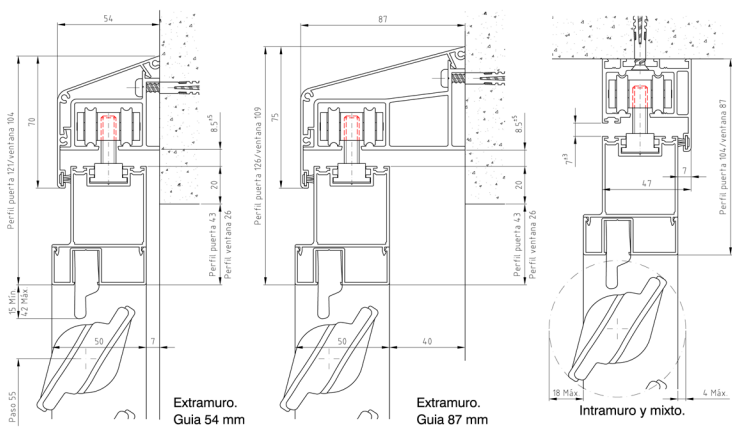 54
70
Perfil puerta 121/ventana 104
8.5±5
20
Perfil puerta 43
Perfil ventana 26
15 Mín
42 Máx
50
7
Paso 55
Extramuro.
Guia 54 mm
87
75
Perfil puerta 126/ventana 109
8.5±5
20
Perfil puerta 43
Perfil ventana 26
50
40
Extramuro.
Guia 87 mm
7±3
7
47
Perfil puerta 104/ventana 87
18 Máx.
4 Máx.
Intramuro y mixto.